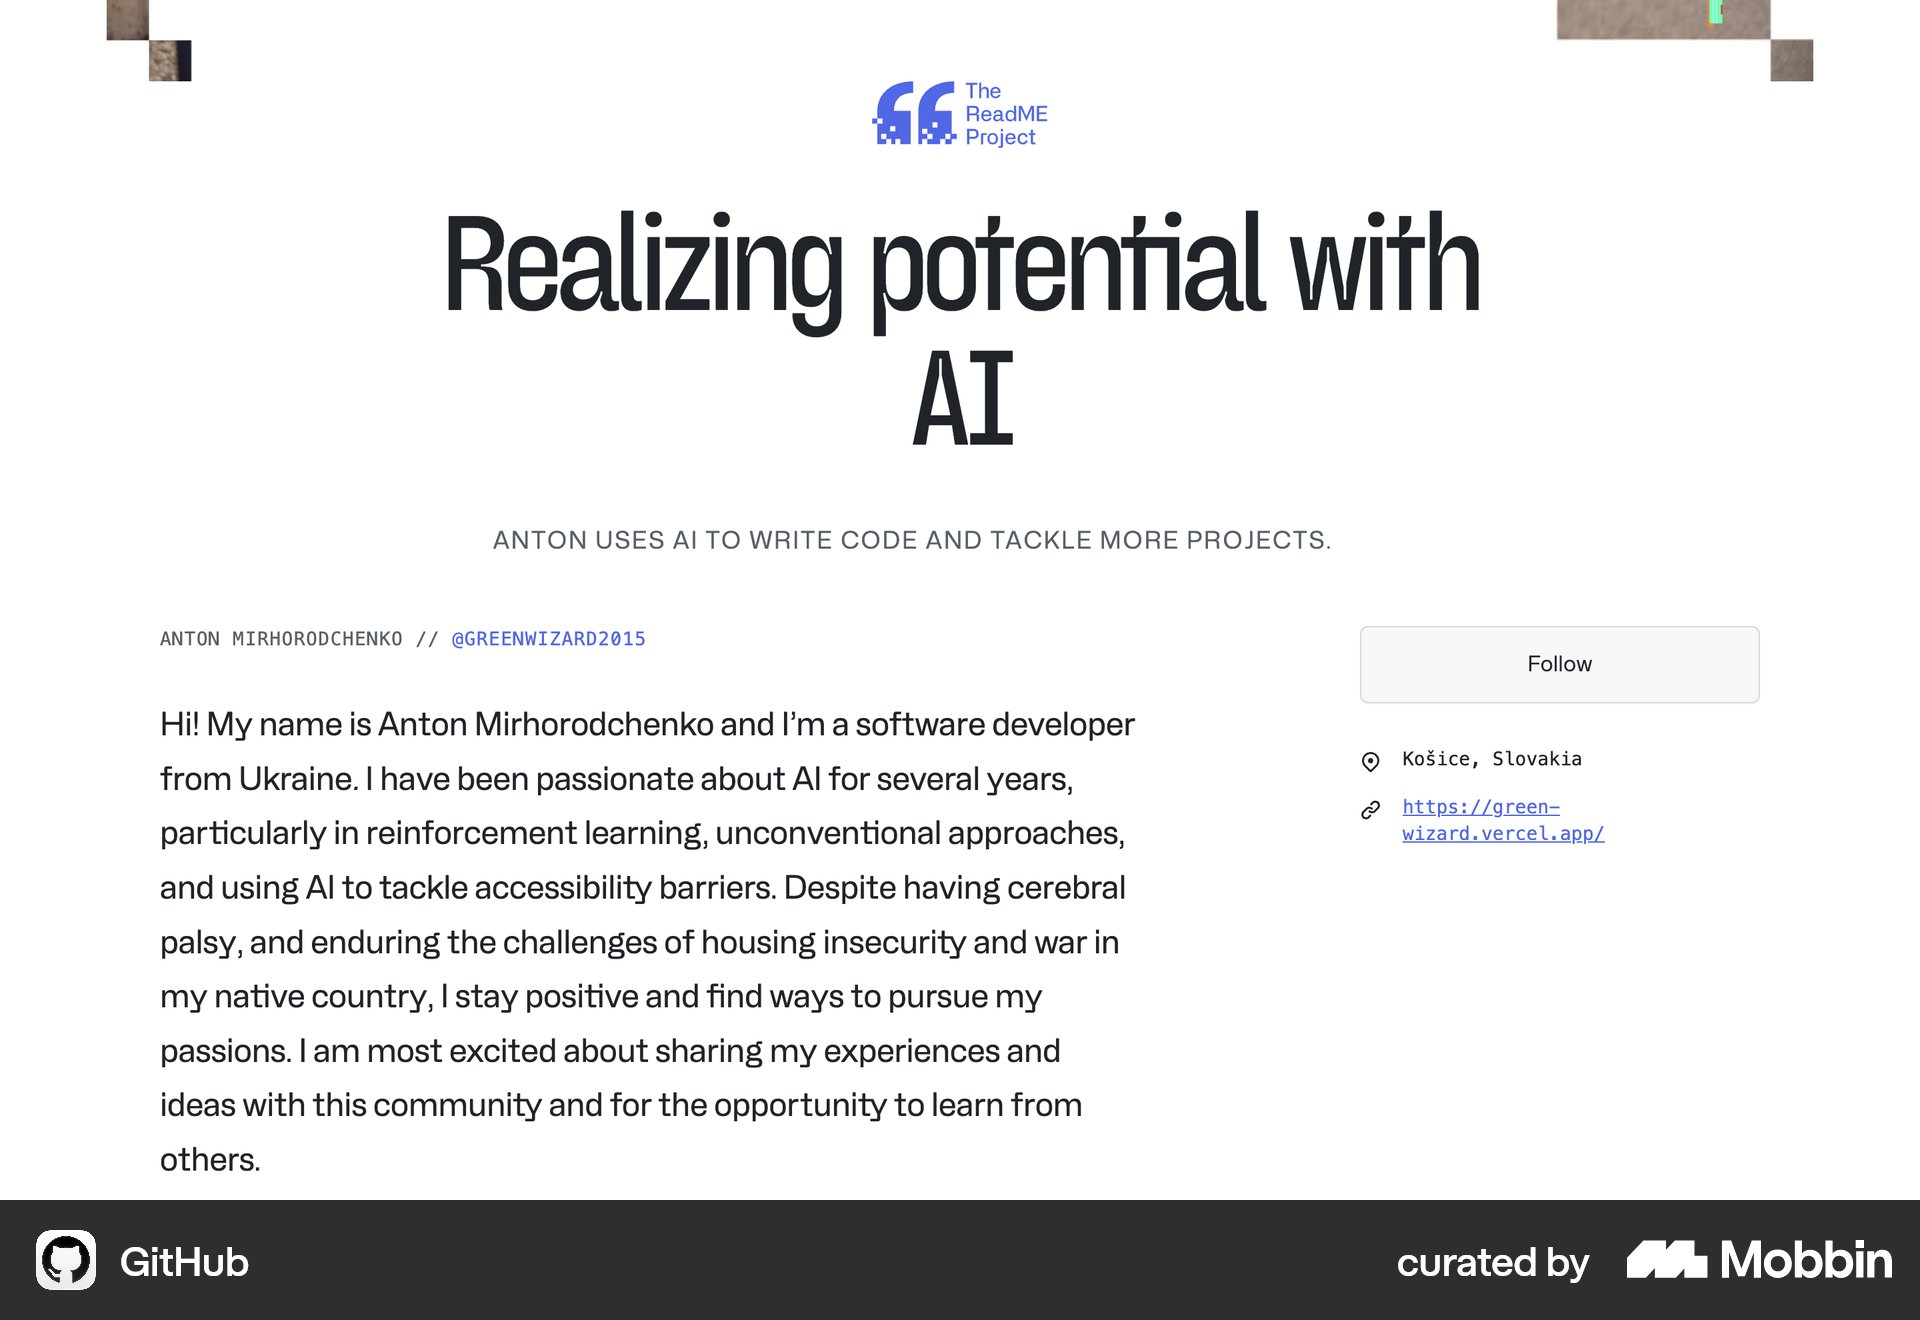 The
ReadME
Project
Realizing potential with
AI
ANTON USES AI TO WRITE CODE AND TACKLE MORE PROJECTS.
ANTON MIRHORODCHENKO // @GREENWIZARD2015
Hi! My name is Anton Mirhorodchenko and I’m a software developer
from Ukraine. I have been passionate about AI for several years,
particularly in reinforcement learning, unconventional approaches,
and using AI to tackle accessibility barriers. Despite having cerebral
palsy, and enduring the challenges of housing insecurity and war in
my native country, I stay positive and find ways to pursue my
passions. I am most excited about sharing my experiences and
ideas with this community and for the opportunity to learn from
others.
Follow
Košice, Slovakia
https://green-
wizard.vercel.app/
GitHub
curated by Mobbin